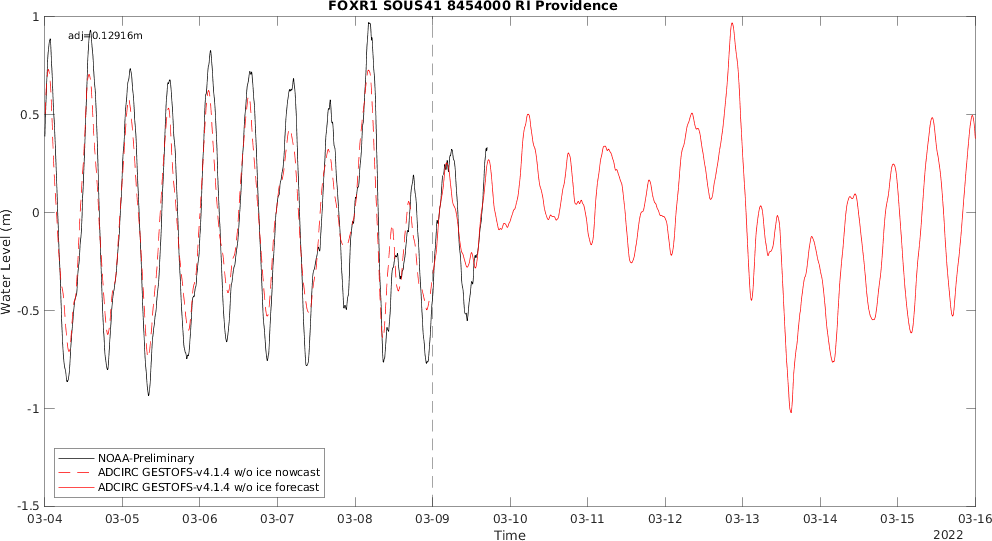 FOXR1 SOUS41 8454000 RI Providence
adj=0.12916m
1
0.5
0
-0.5
-1
-1.5
Water Level (m)
NOAA-Preliminary
ADCIRC GESTOFS-v4.1.4 w/o ice nowcast
ADCIRC GESTOFS-v4.1.4 w/o ice forecast
03-04 03-05 03-06 03-07 03-08 03-09 03-10 03-11 03-12 03-13 03-14 03-15 03-16
Time
2022